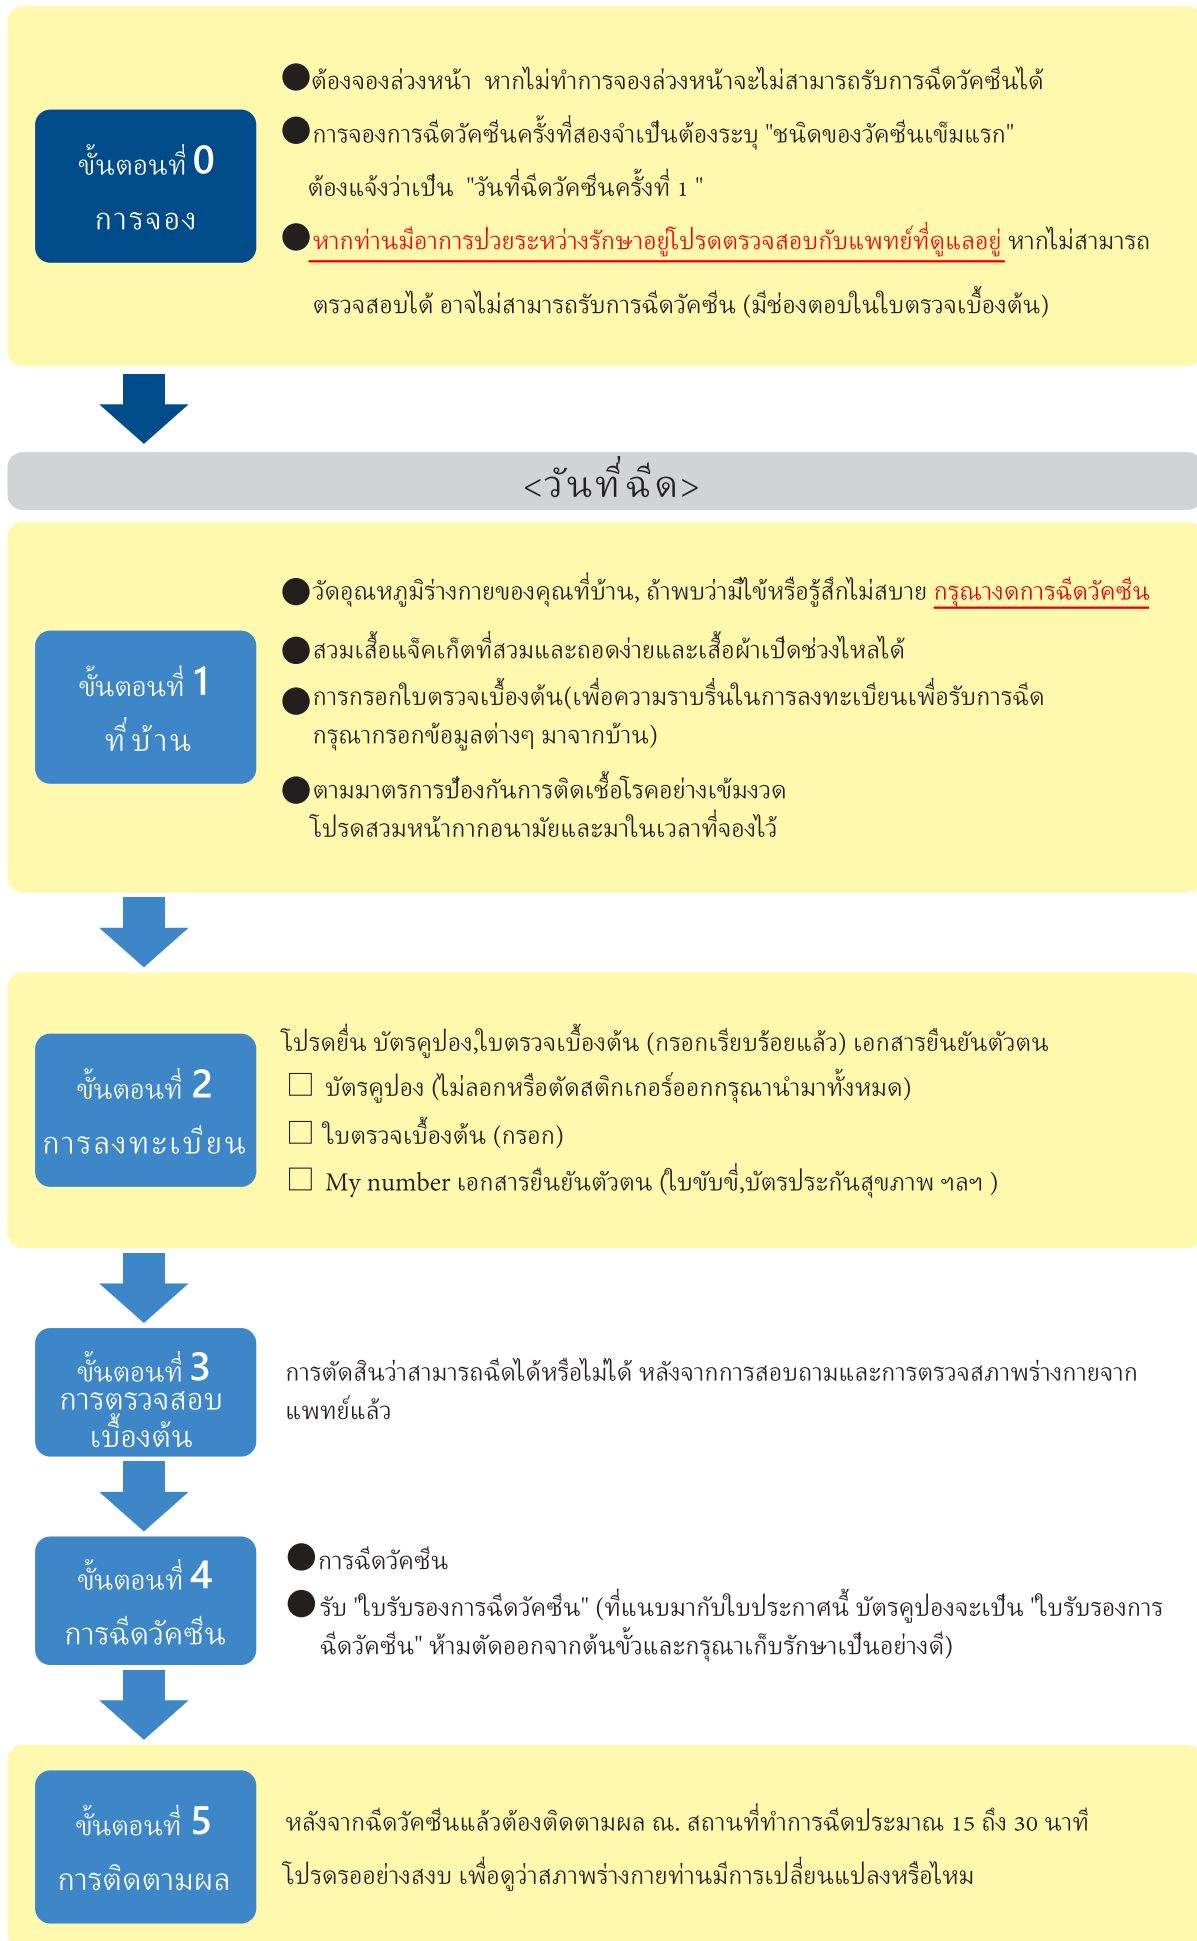 ขั้นตอนที่ 0
การจอง
●ต้องจองล่วงหน้า หากไม่ทำการจองล่วงหน้าจะไม่สามารถรับการฉีดวัคซีนได้
●การจองการฉีดวัคซีนครั้งที่สองจำเป็นต้องระบุ "ชนิดของวัคซีนเข็มแรก"
ต้องแจ้งว่าเป็น "วันที่ฉีดวัคซีนครั้งที่ 1 "
●หากท่านมีอาการป่วยระหว่างรักษาอยู่โปรดตรวจสอบกับแพทย์ที่ดูแลอยู่ หากไม่สามารถ
ตรวจสอบได้ อาจไม่สามารถรับการฉีดวัคซีน (มีช่องตอบในใบตรวจเบื้องต้น)
<วันที่ฉีด>
ขั้นตอนที่ 1
ที่บ้าน
●วัดอุณหภูมิร่างกายของคุณที่บ้าน, ถ้าพบว่ามีไข้หรือรู้สึกไม่สบาย กรุณางดการฉีดวัคซีน
●สวมเสื้อแจ็คเก็ตที่สวมและถอดง่ายและเสื้อผ้าเปิดช่วงไหล่ได้
●การกรอกใบตรวจเบื้องต้น(เพื่อความราบรื่นในการลงทะเบียนเพื่อรับการฉีด
กรุณากรอกข้อมูลต่างๆ มาจากบ้าน)
●ตามมาตรการป้องกันการติดเชื้อโรคอย่างเข้มงวด
โปรดสวมหน้ากากอนามัยและมาในเวลาที่จองไว้
ขั้นตอนที่ 2
การลงทะเบียน
โปรดยื่น บัตรคูปอง,ใบตรวจเบื้องต้น (กรอกเรียบร้อยแล้ว) เอกสารยืนยันตัวตน
□ บัตรคูปอง (ไม่ลอกหรือตัดสติกเกอร์ออกกรุณานำมาทั้งหมด)
□ ใบตรวจเบื้องต้น (กรอก)
□ My number เอกสารยืนยันตัวตน (ใบขับขี่,บัตรประกันสุขภาพ ฯลฯ )
ขั้นตอนที่ 3
การตรวจสอบ
เบื้องต้น
การตัดสินว่าสามารถฉีดได้หรือไม่ได้ หลังจากการสอบถามและการตรวจสภาพร่างกายจาก
แพทย์แล้ว
ขั้นตอนที่ 4
การฉีดวัคซีน
●การฉีดวัคซีน
●รับ "ใบรับรองการฉีดวัคซีน" (ที่แนบมากับใบประกาศนี้ บัตรคูปองจะเป็น "ใบรับรองการ
ฉีดวัคซีน" ห้ามตัดออกจากต้นขั้วและกรุณาเก็บรักษาเป็นอย่างดี)
ขั้นตอนที่ 5
การติดตามผล
หลังจากฉีดวัคซีนแล้วต้องติดตามผล ณ. สถานที่ทำการฉีดประมาณ 15 ถึง 30 นาที
โปรดรออย่างสงบ เพื่อดูว่าสภาพร่างกายท่านมีการเปลี่ยนแปลงหรือไหม